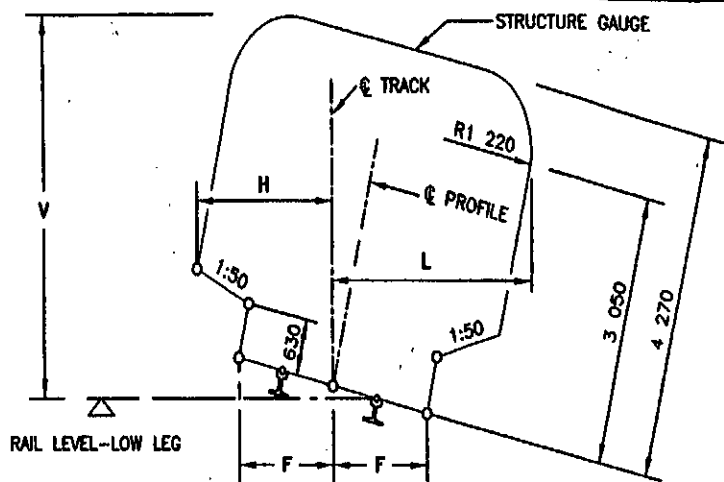 STRUCTURE GAUGE
℄ TRACK
R1 220
H
℄ PROFILE
V
L
1:50
1:50
630
3 050
4 270
RAIL LEVEL-LOW LEG
F
F